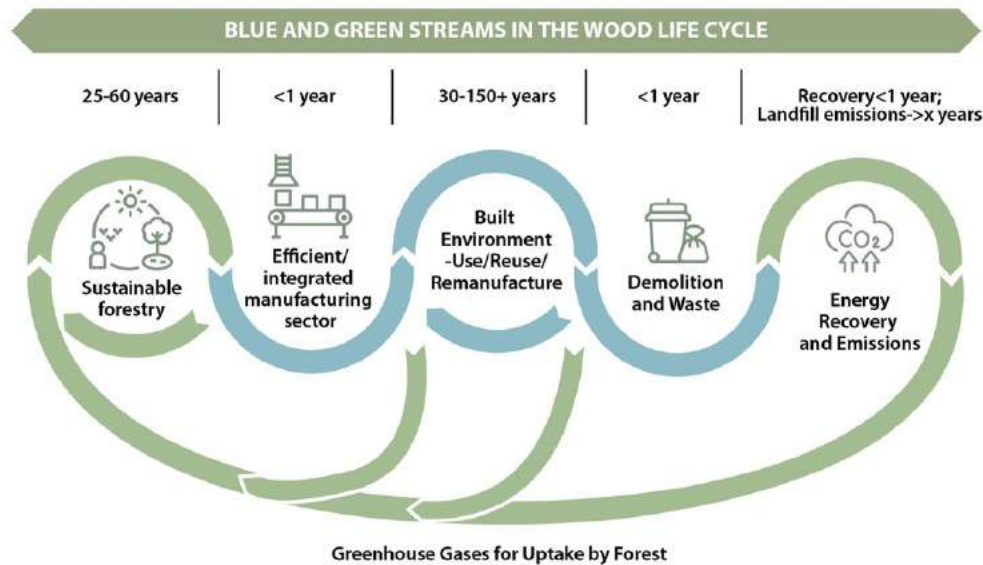 BLUE AND GREEN STREAMS IN THE WOOD LIFE CYCLE
25-60 years
<1 year
30-150+ years
<1 year
Recovery<1 year;
Landfill emissions->x years
Sustainable
forestry
Efficient/
integrated
manufacturing
sector
Built
Environment
-Use/Reuse/
Remanufacture
Demolition
and Waste
CO2
Energy
Recovery
and Emissions
Greenhouse Gases for Uptake by Forest